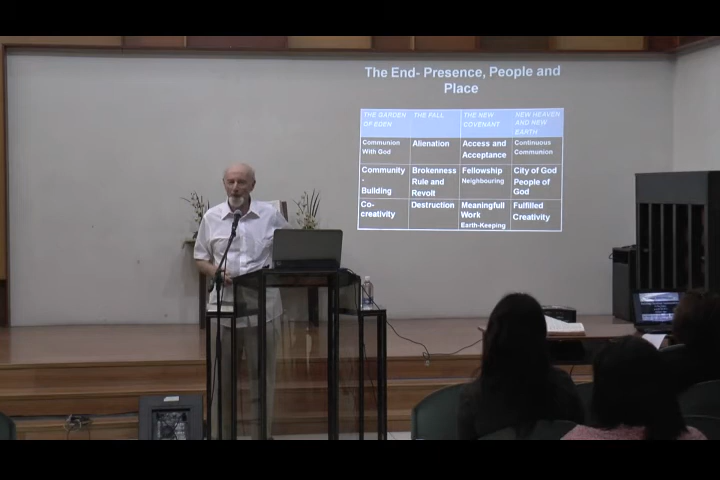 The End- Presence, People and
Place
THE GARDEN OF EDEN THE FALL THE NEW COVENANT NEW HEAVEN AND NEW EARTH
Communion With God Alienation Access and Acceptance Continuous Communion
Community - Building Brokenness Rule and Revolt Fellowship Neighbouring City of God People of God
Co-creativity Destruction Meaningfull Work Earth-Keeping Fulfilled Creativity